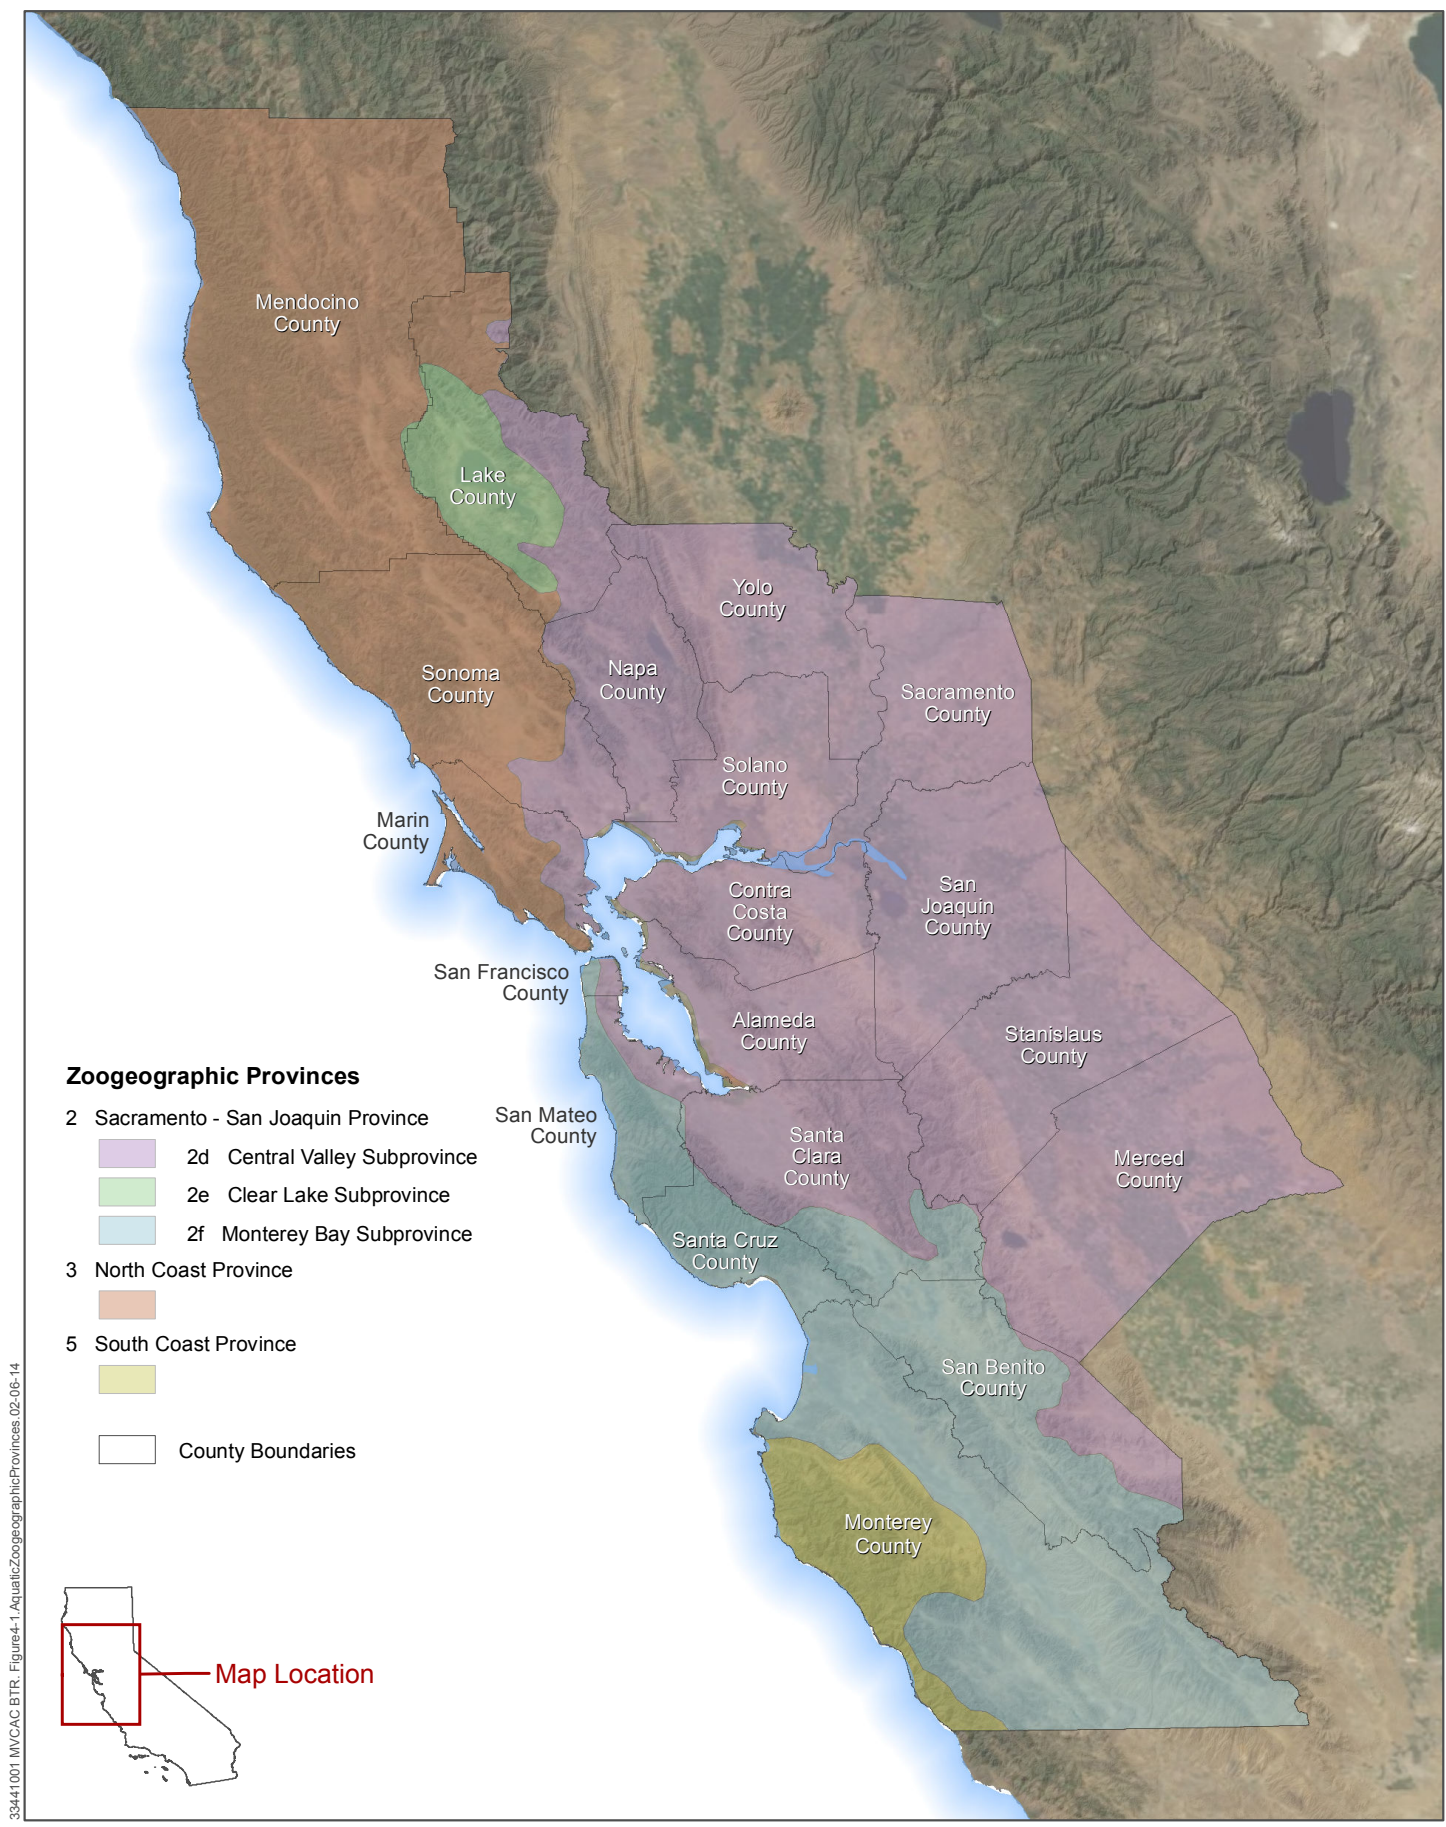 Mendocino
County
Lake
County
Yolo
County
Sonoma
County
Napa
County
Sacramento
County
Solano
County
Marin
County
Contra
Costa
County
San
Joaquin
County
San Francisco
County
Alameda
County
Stanislaus
County
San Mateo
County
Santa
Clara
County
Merced
County
Santa Cruz
County
San Benito
County
Monterey
County
Zoogeographic Provinces
2 Sacramento - San Joaquin Province
2d Central Valley Subprovince
2e Clear Lake Subprovince
2f Monterey Bay Subprovince
3 North Coast Province
5 South Coast Province
County Boundaries
Map Location
33441001 MVCAC BTR. Figure4-1.AquaticZoogeographicProvinces.02-06-14